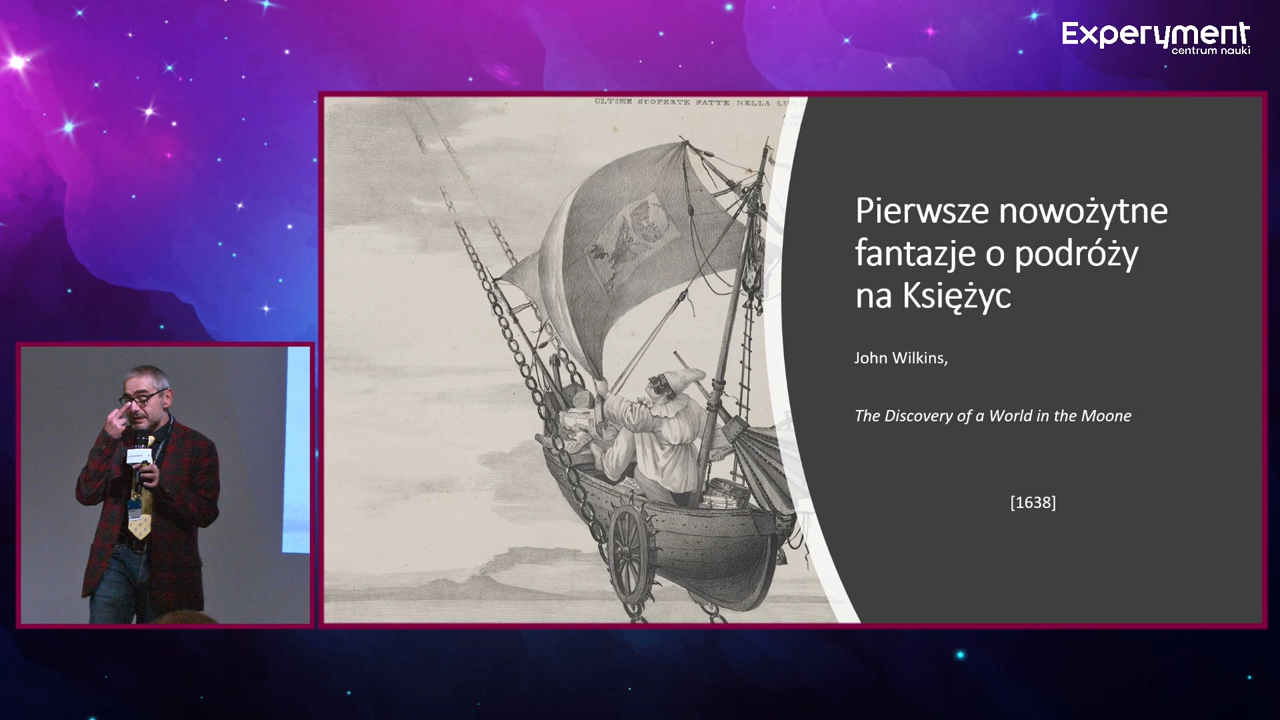 Experyment
centrum nauki
ULTIME SCOPERTE FATTE NELLA
Pierwsze nowożytne
fantazje o podróży
na Księżyc
John Wilkins,
The Discovery of a World in the Moone
[1638]